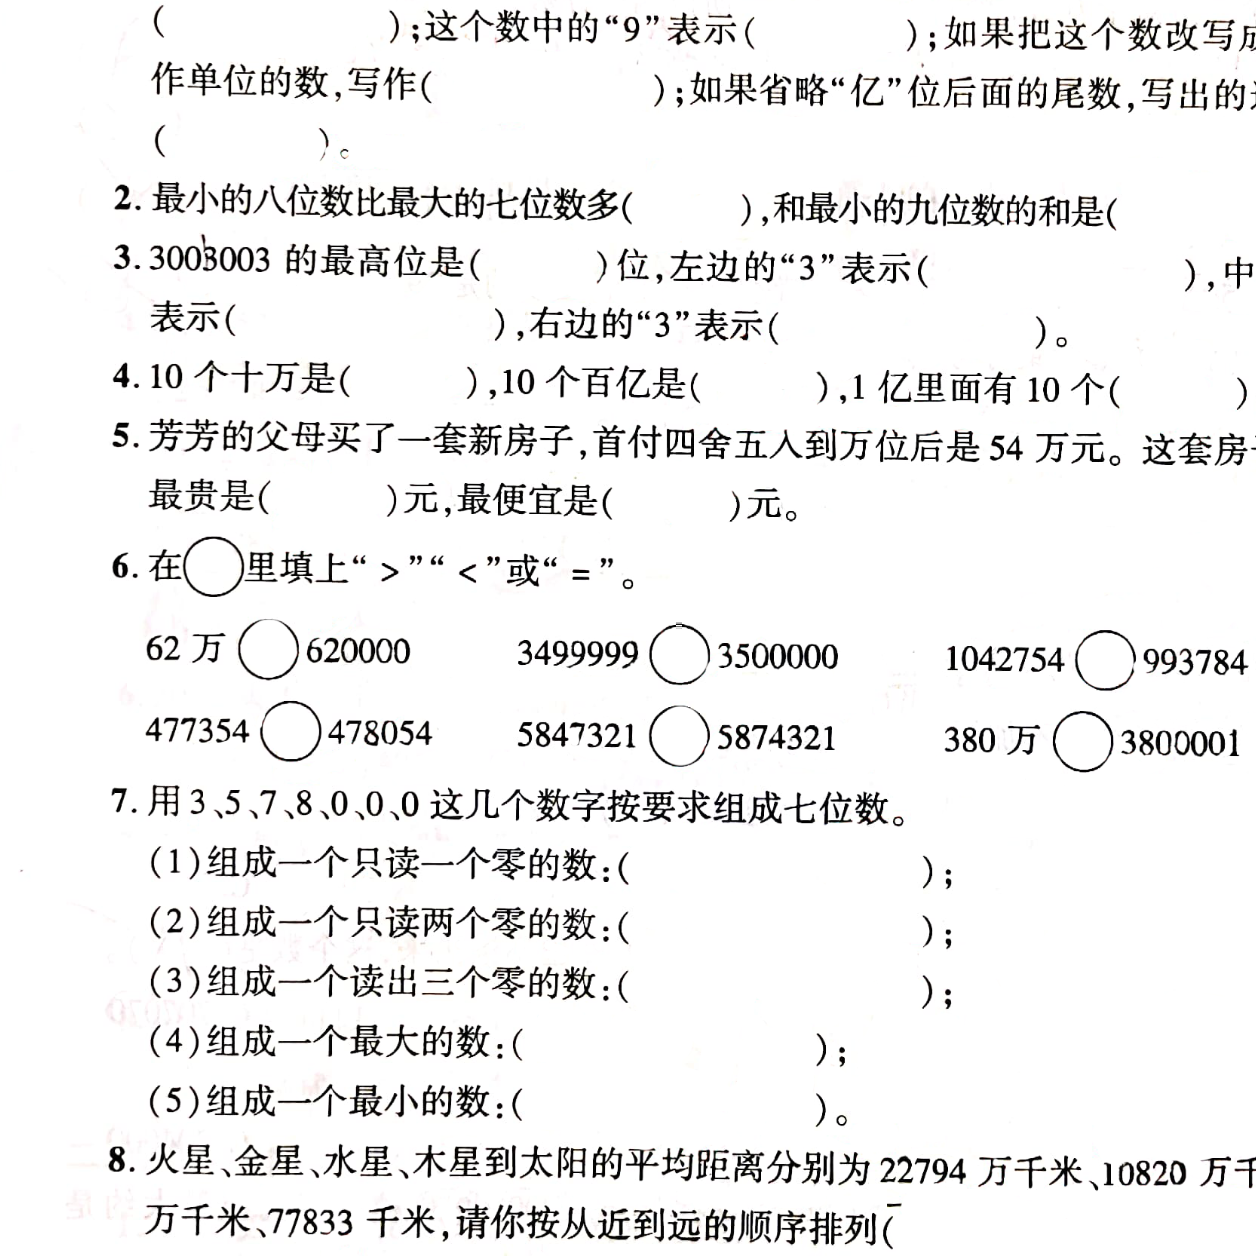 (　　　);这个数中的“9”表示(　　　);如果把这个数改写成
作单位的数,写作(　　　);如果省略“亿”位后面的尾数,写出的
(　　　)。
2. 最小的八位数比最大的七位数多(　　　),和最小的九位数的和是(
3. 3003003 的最高位是(　　　)位,左边的“3”表示(　　　),中
表示(　　　),右边的“3”表示(　　　)。
4. 10 个十万是(　　　),10 个百亿是(　　　),1 亿里面有 10 个(　　　)
5. 芳芳的父母买了一套新房子,首付四舍五入到万位后是 54 万元。这套房
最贵是(　　　)元,最便宜是(　　　)元。
6. 在○里填上“>”“<”或“=”。
62 万○620000　3499999○3500000　1042754○993784
477354○478054　5847321○5874321　380 万○3800001
7. 用 3、5、7、8、0、0、0 这几个数字按要求组成七位数。
(1)组成一个只读一个零的数:(　　　);
(2)组成一个只读两个零的数:(　　　);
(3)组成一个读出三个零的数:(　　　);
(4)组成一个最大的数:(　　　);
(5)组成一个最小的数:(　　　)。
8. 火星、金星、水星、木星到太阳的平均距离分别为 22794 万千米、10820 万千
万千米、77833 千米,请你按从近到远的顺序排列(